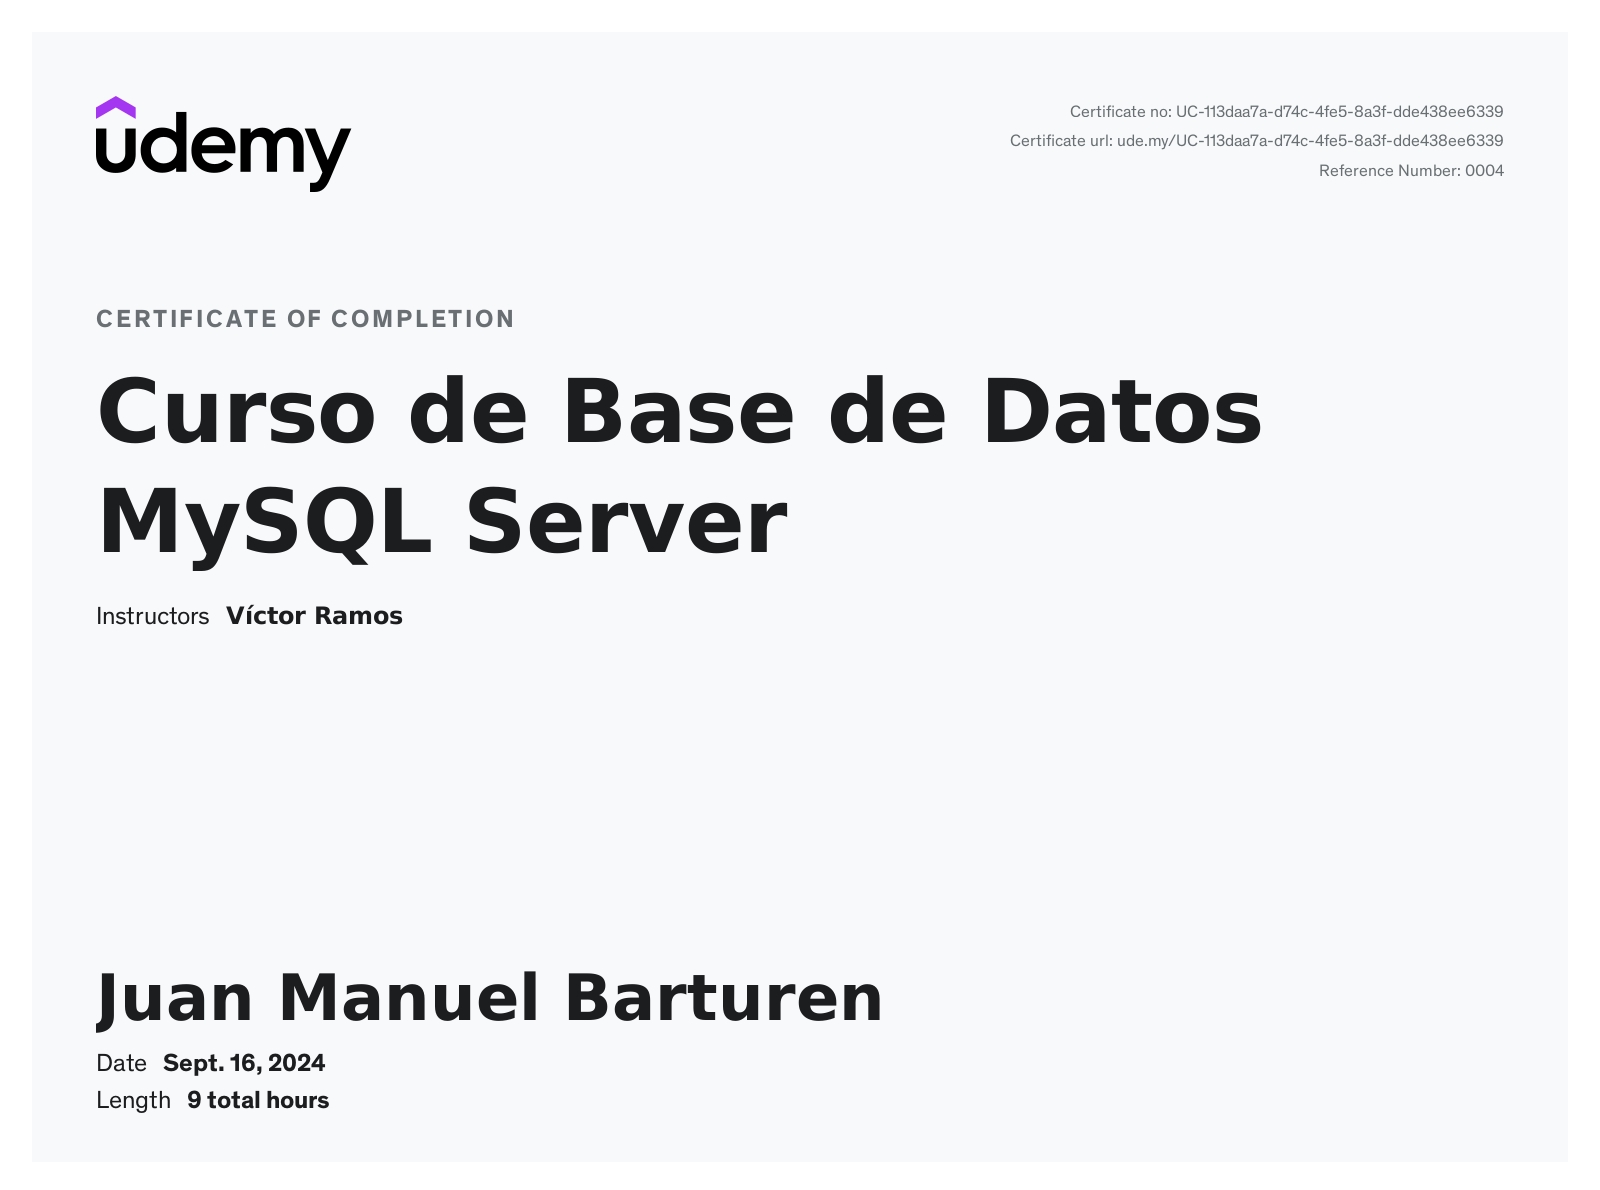 udemy
Certificate no: UC-113daa7a-d74c-4fe5-8a3f-dde438ee6339
Certificate url: ude.my/UC-113daa7a-d74c-4fe5-8a3f-dde438ee6339
Reference Number: 0004
CERTIFICATE OF COMPLETION
Curso de Base de Datos
MySQL Server
Instructors Víctor Ramos
Juan Manuel Barturen
Date Sept. 16, 2024
Length 9 total hours